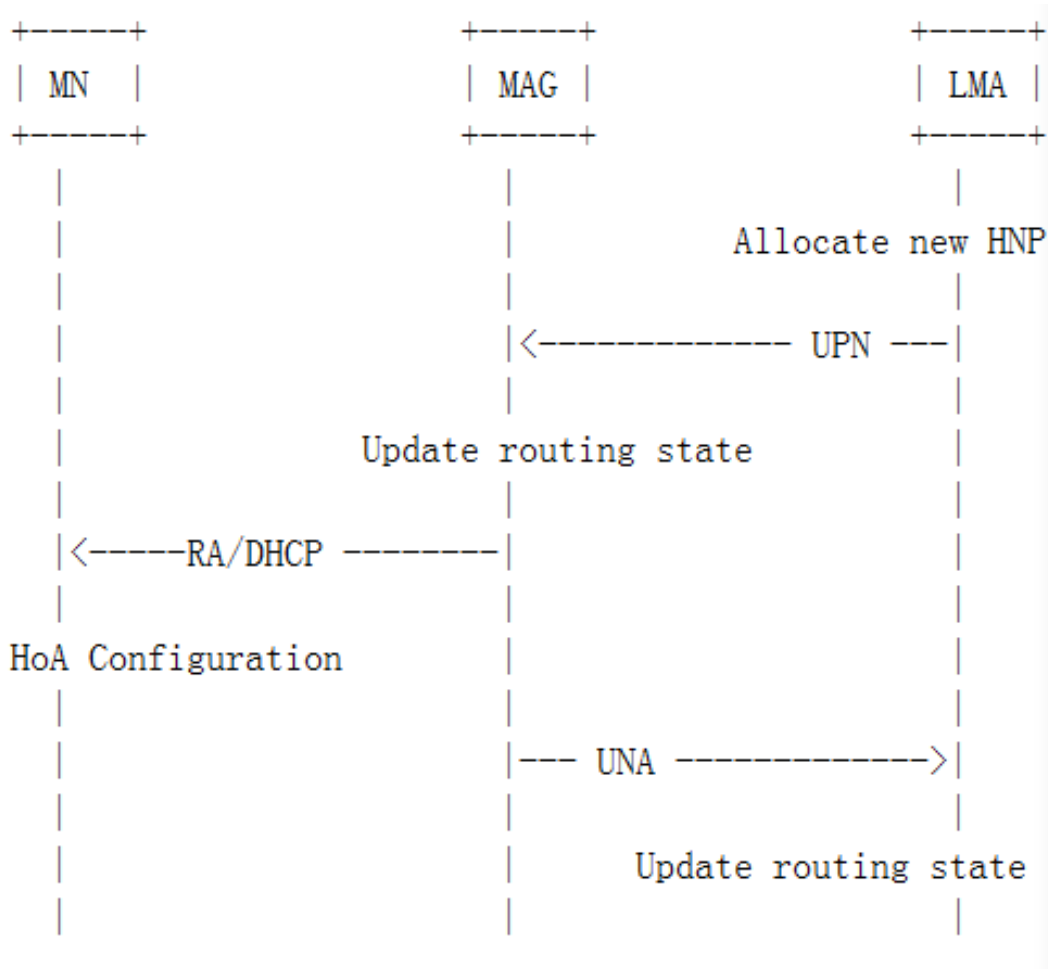 +-----+                +-----+                +-----+
| MN  |                | MAG |                | LMA |
+-----+                +-----+                +-----+
   |                      |                      |
   |                      |           Allocate new HNP
   |                      |                      |
   |                      |<------------- UPN ---|
   |                      |                      |
   |               Update routing state          |
   |                      |                      |
   |<-----RA/DHCP --------|                      |
   |                      |                      |
HoA Configuration         |                      |
   |                      |                      |
   |                      |--- UNA ------------->|
   |                      |                      |
   |                      |      Update routing state
   |                      |                      |